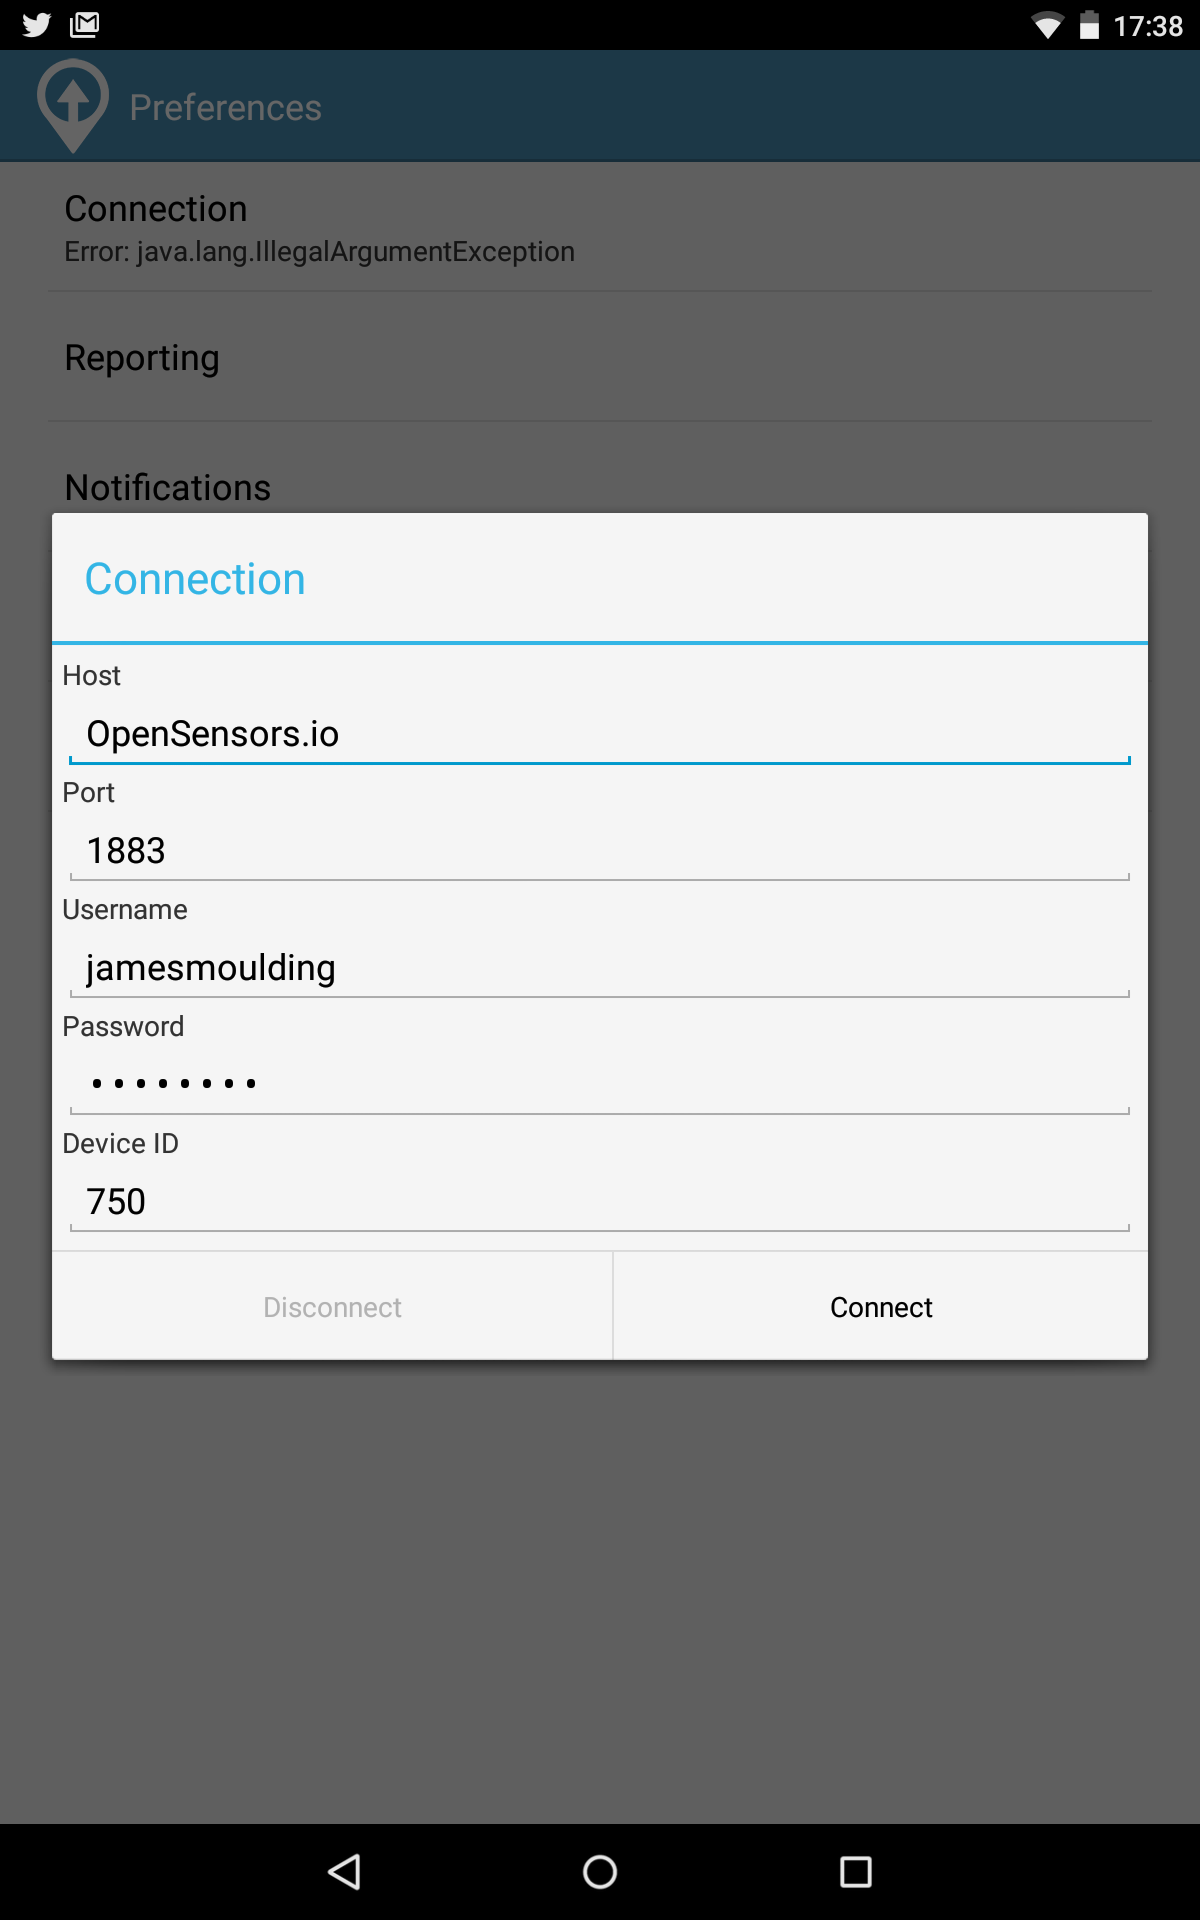 17:38
Preferences
Connection
Error: java.lang.IllegalArgumentException
Reporting
Notifications
Connection
Host
OpenSensors.io
Port
1883
Username
jamesmoulding
Password
••••••••
Device ID
750
Disconnect
Connect